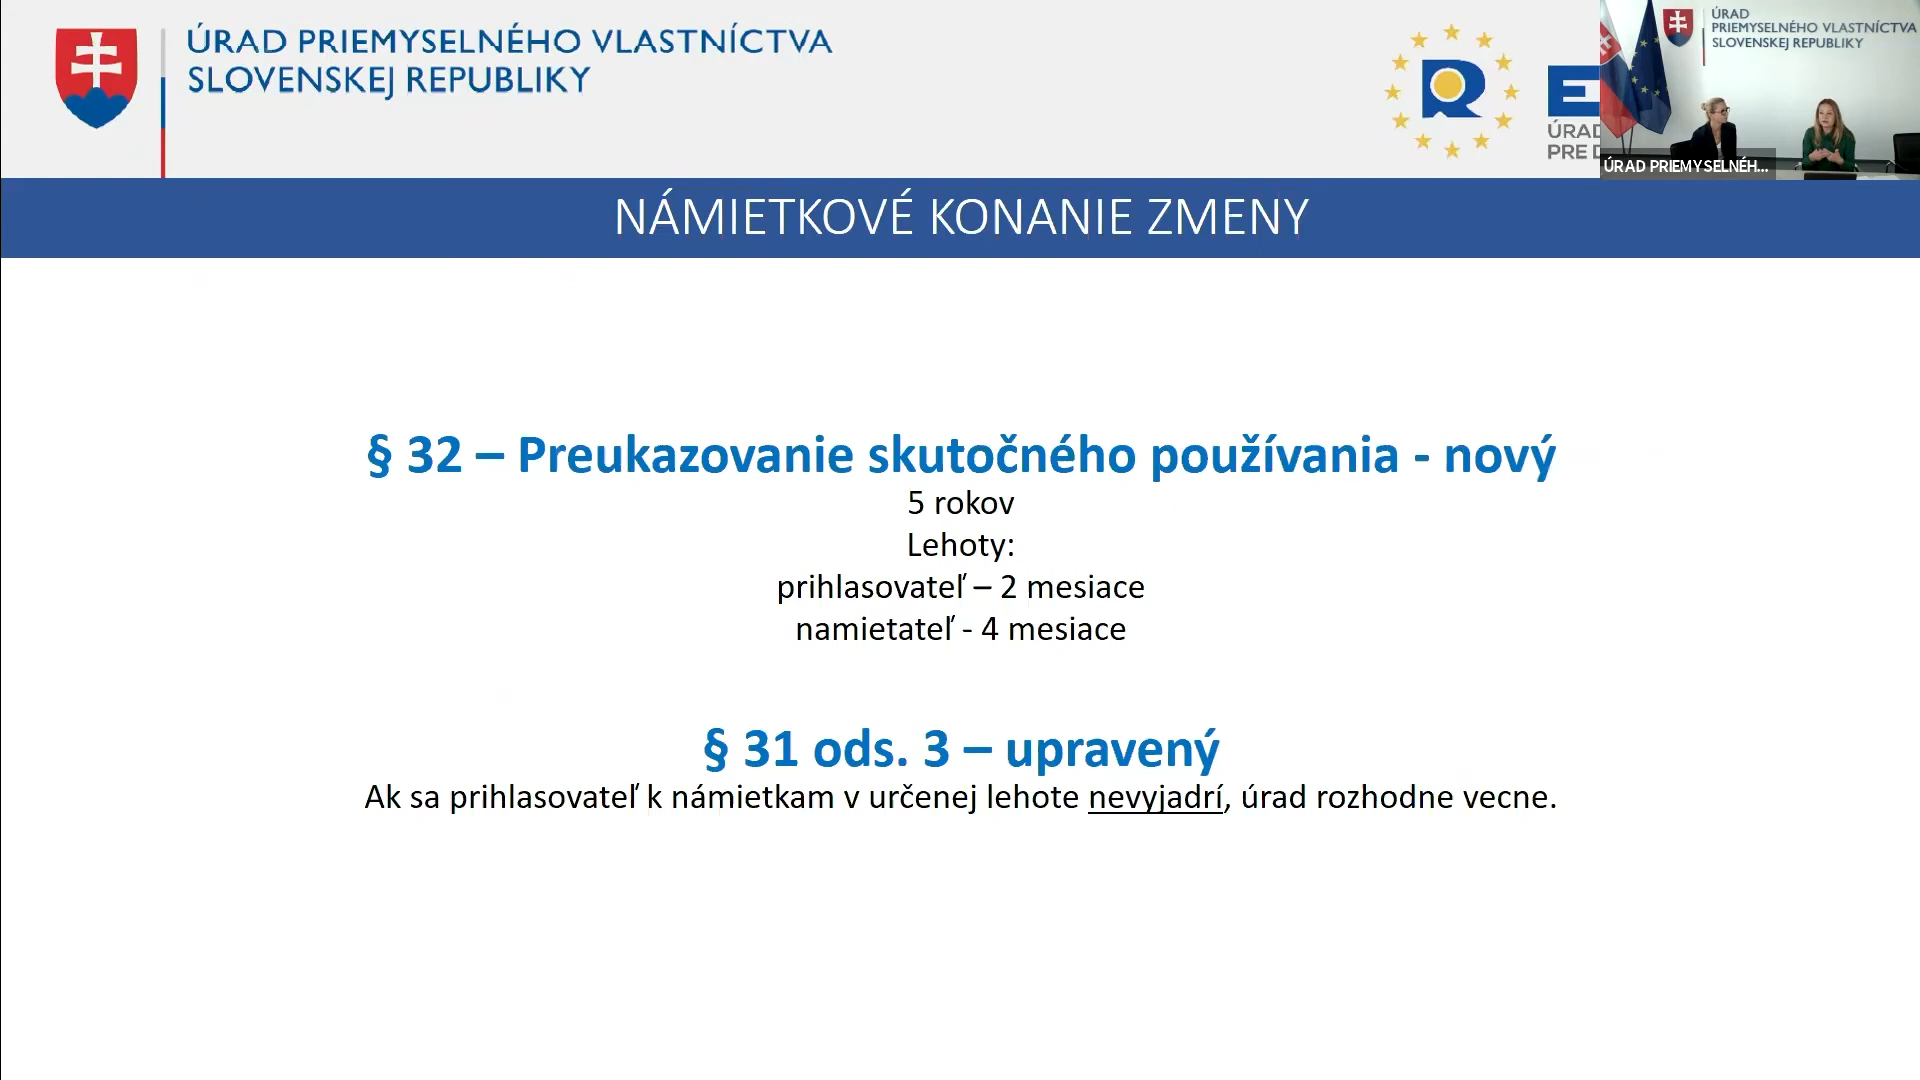 ÚRAD PRIEMYSELNÉHO VLASTNÍCTVA
SLOVENSKEJ REPUBLIKY
R
ÚRAD
PRE
ÚRAD
PRIEMYSELNÉHO VLASTNÍCTVA
SLOVENSKEJ REPUBLIKY
ÚRAD PRIEMYSELNÉH...
NÁMIETKOVÉ KONANIE ZMENY
§ 32 – Preukazovanie skutočného používania - nový
5 rokov
Lehoty:
prihlasovateľ – 2 mesiace
namietateľ - 4 mesiace
§ 31 ods. 3 – upravený
Ak sa prihlasovateľ k námietkam v určenej lehote nevyjadrí, úrad rozhodne vecne.